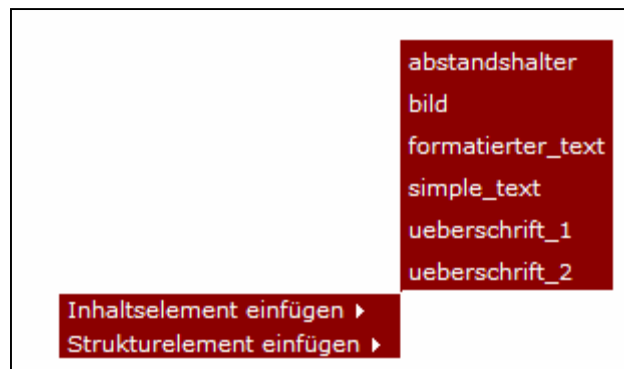 abstandshalter
bild
formatierter_text
simple_text
ueberschrift_1
ueberschrift_2
Inhaltselement einfügen
Strukturelement einfügen